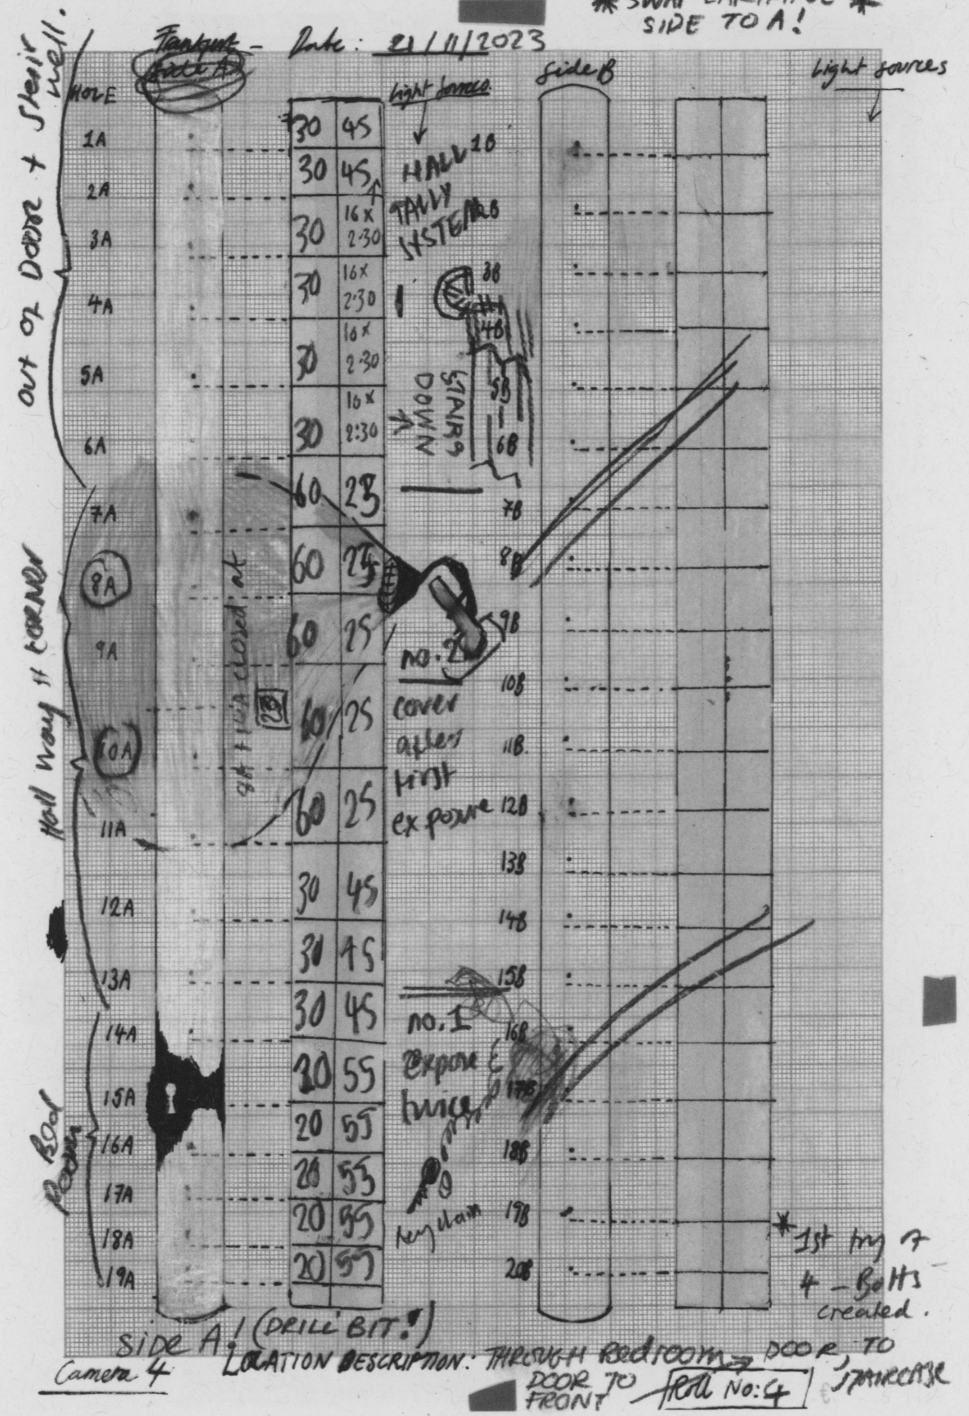 SIDE TO A!
Date: 21/11/2023
Side A
Side B
Light sources
Light sources
HOLE
out of Door + Stair well.
1A 30 45
2A 30 45
3A 30 16x 2·30
4A 30 16x 2·30
5A 30 16x 2·30
6A 30 16x 2·30
7A 60 25
8A 60 25
9A 60 25
10A 60 25
11A 60 25
12A 30 45
13A 30 45
14A 30 45
15A 55
16A 20 55
17A 20 55
18A 20 55
19A 20 55
Hall way
CORNER
Bed Room
closed at
HALL
TALLY
SYSTEM
STAIRS
DOWN
no. 2
cover
after
first
exposure
no. 1
expose
twice
keychain
1B
2B
3B
4B
5B
6B
7B
8B
9B
10B
11B
12B
13B
14B
15B
16B
17B
18B
19B
20B
*1st try of
4 - Bolts
created.
side A! (DRILL BIT!)
LOCATION DESCRIPTION: THROUGH Bedroom → DOOR, TO
DOOR TO STAIRCASE
FRONT
Camera 4
Roll No: 4